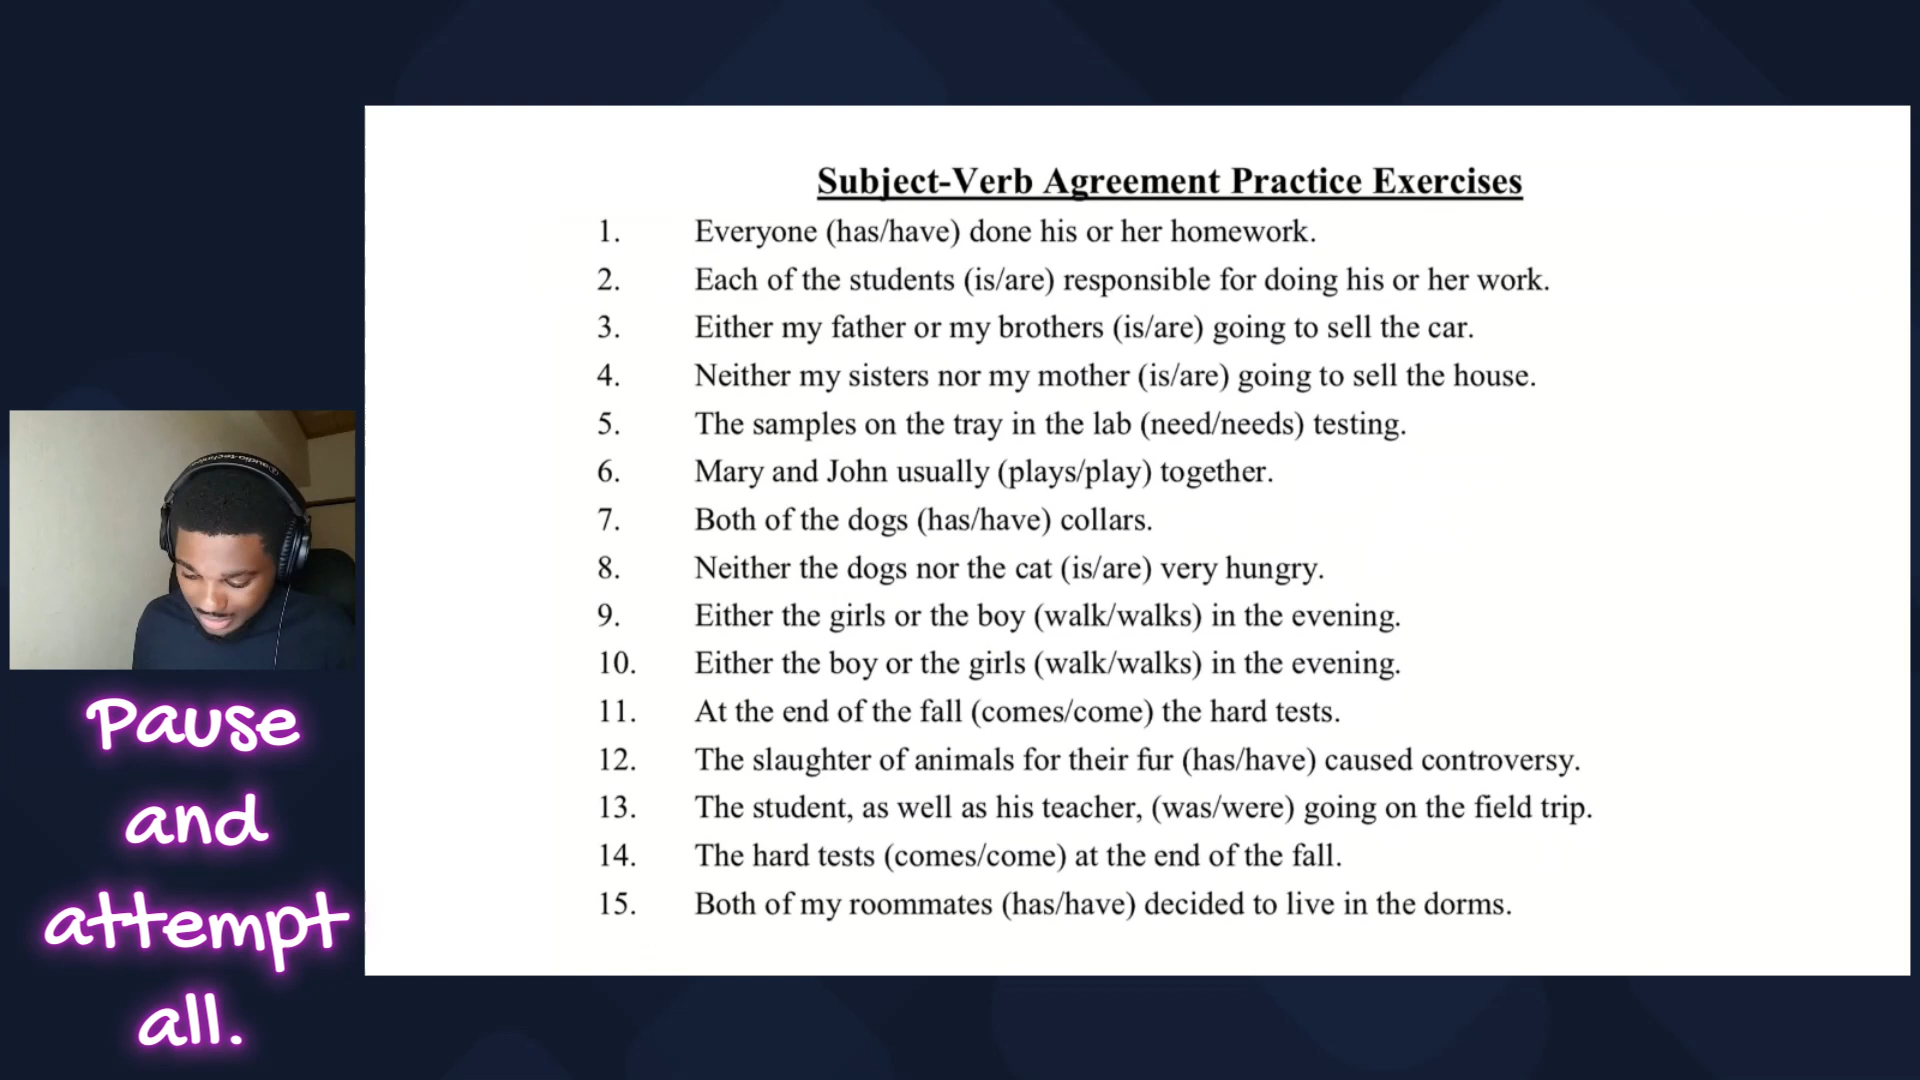 Subject-Verb Agreement Practice Exercises
1. Everyone (has/have) done his or her homework.
2. Each of the students (is/are) responsible for doing his or her work.
3. Either my father or my brothers (is/are) going to sell the car.
4. Neither my sisters nor my mother (is/are) going to sell the house.
5. The samples on the tray in the lab (need/needs) testing.
6. Mary and John usually (plays/play) together.
7. Both of the dogs (has/have) collars.
8. Neither the dogs nor the cat (is/are) very hungry.
9. Either the girls or the boy (walk/walks) in the evening.
10. Either the boy or the girls (walk/walks) in the evening.
11. At the end of the fall (comes/come) the hard tests.
12. The slaughter of animals for their fur (has/have) caused controversy.
13. The student, as well as his teacher, (was/were) going on the field trip.
14. The hard tests (comes/come) at the end of the fall.
15. Both of my roommates (has/have) decided to live in the dorms.
audio-technica
Pause
and
attempt
all.